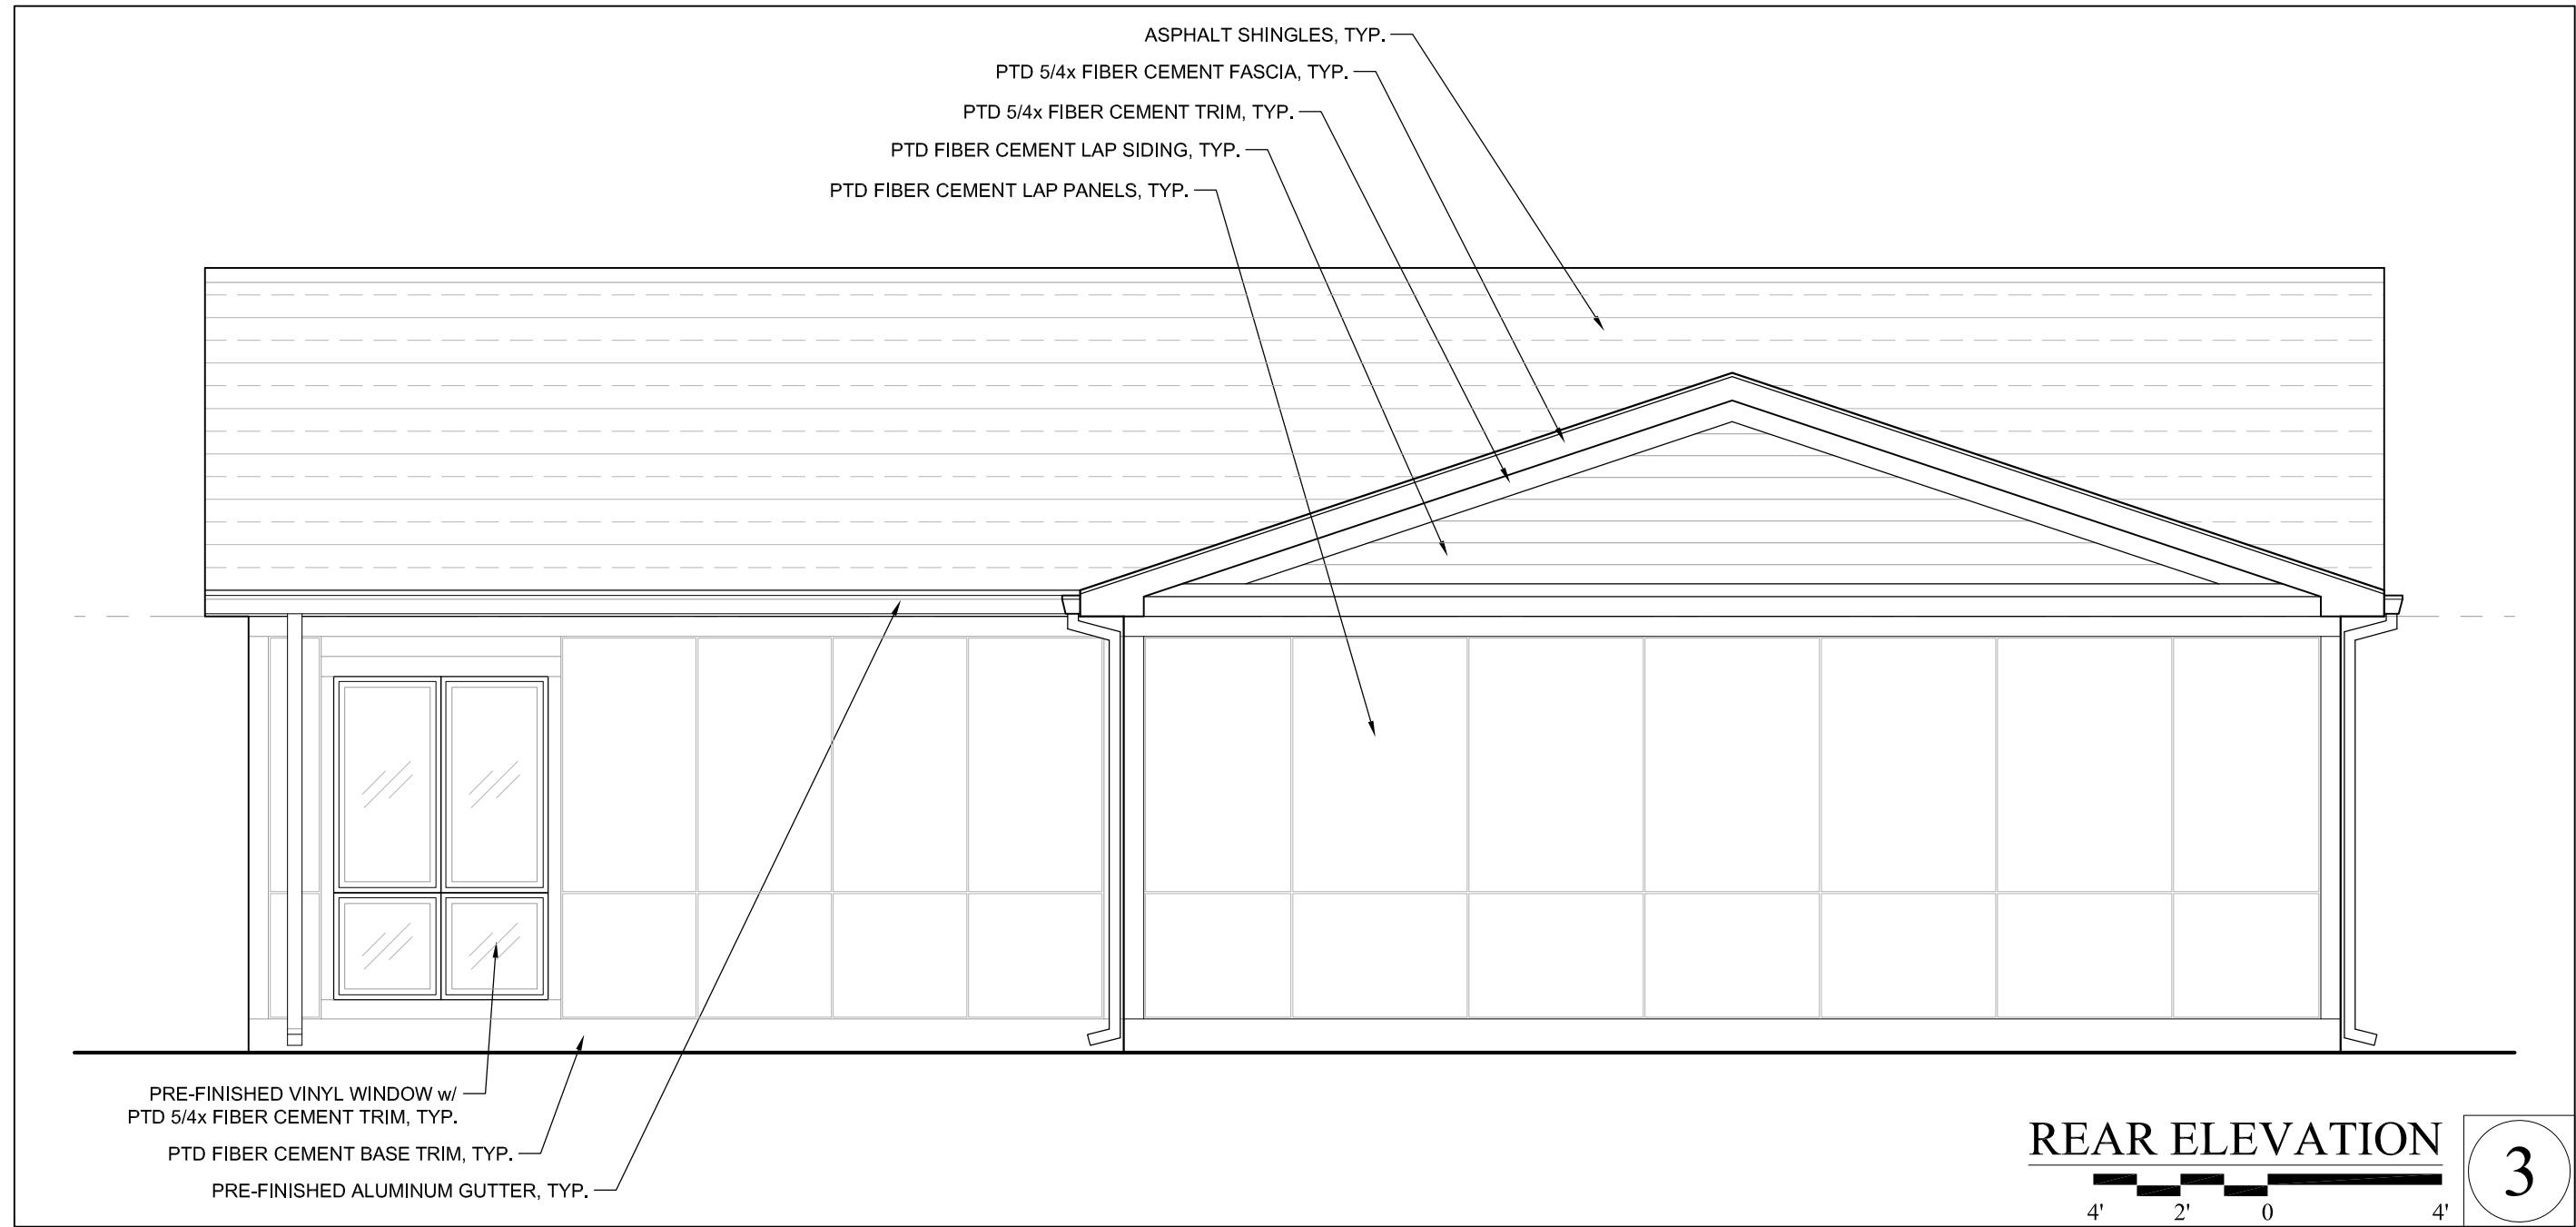 ASPHALT SHINGLES, TYP.
PTD 5/4x FIBER CEMENT FASCIA, TYP.
PTD 5/4x FIBER CEMENT TRIM, TYP.
PTD FIBER CEMENT LAP SIDING, TYP.
PTD FIBER CEMENT LAP PANELS, TYP.
PRE-FINISHED VINYL WINDOW w/
PTD 5/4x FIBER CEMENT TRIM, TYP.
PTD FIBER CEMENT BASE TRIM, TYP.
PRE-FINISHED ALUMINUM GUTTER, TYP.
REAR ELEVATION
4' 2' 0 4'
3